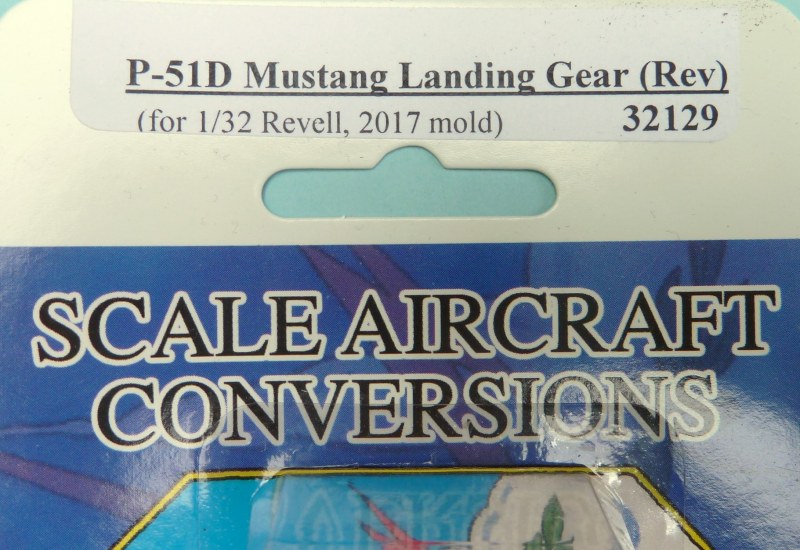 P-51D Mustang Landing Gear (Rev)
(for 1/32 Revell, 2017 mold) 32129
SCALE AIRCRAFT
CONVERSIONS